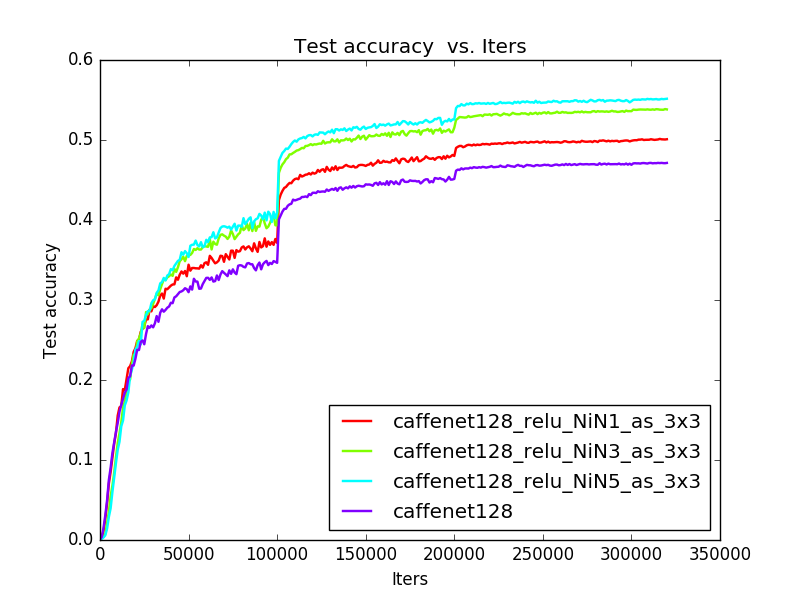 Test accuracy  vs. Iters
0.6
0.5
0.4
0.3
0.2
0.1
0.0
Test accuracy
caffenet128_relu_NiN1_as_3x3
caffenet128_relu_NiN3_as_3x3
caffenet128_relu_NiN5_as_3x3
caffenet128
0 50000 100000 150000 200000 250000 300000 350000
Iters